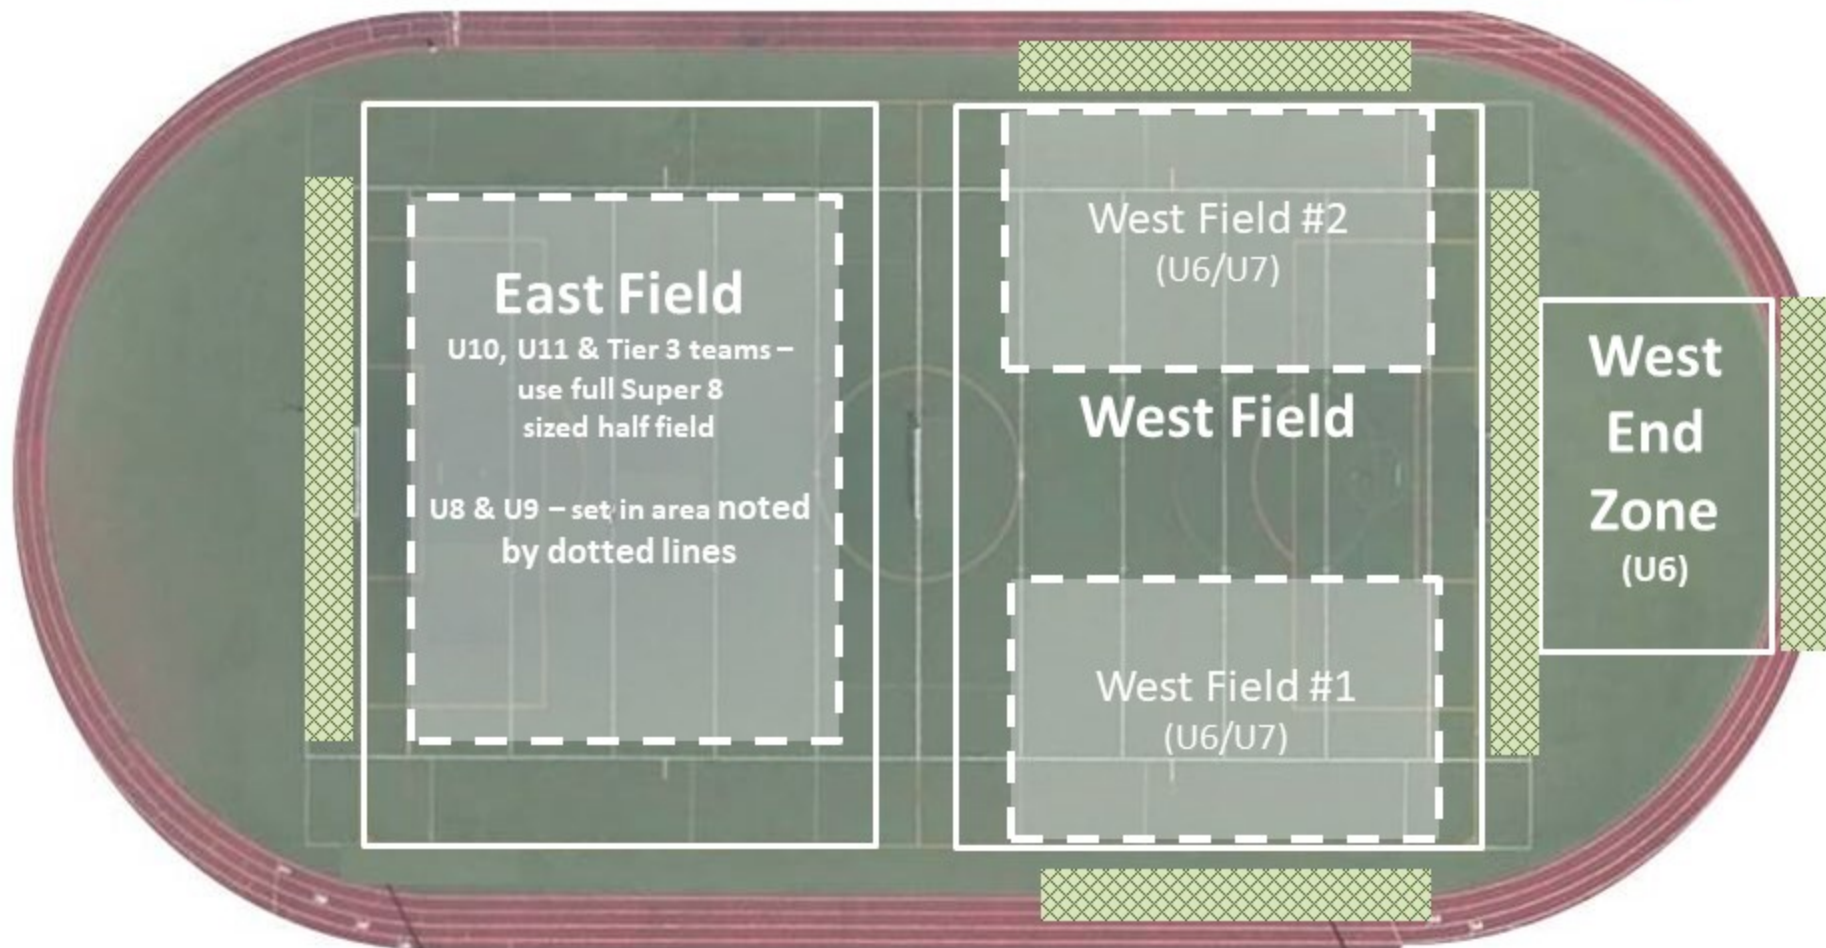 East Field
U10, U11 & Tier 3 teams –
use full Super 8
sized half field
U8 & U9 – set in area noted
by dotted lines
West Field #2
(U6/U7)
West Field
West Field #1
(U6/U7)
West
End
Zone
(U6)